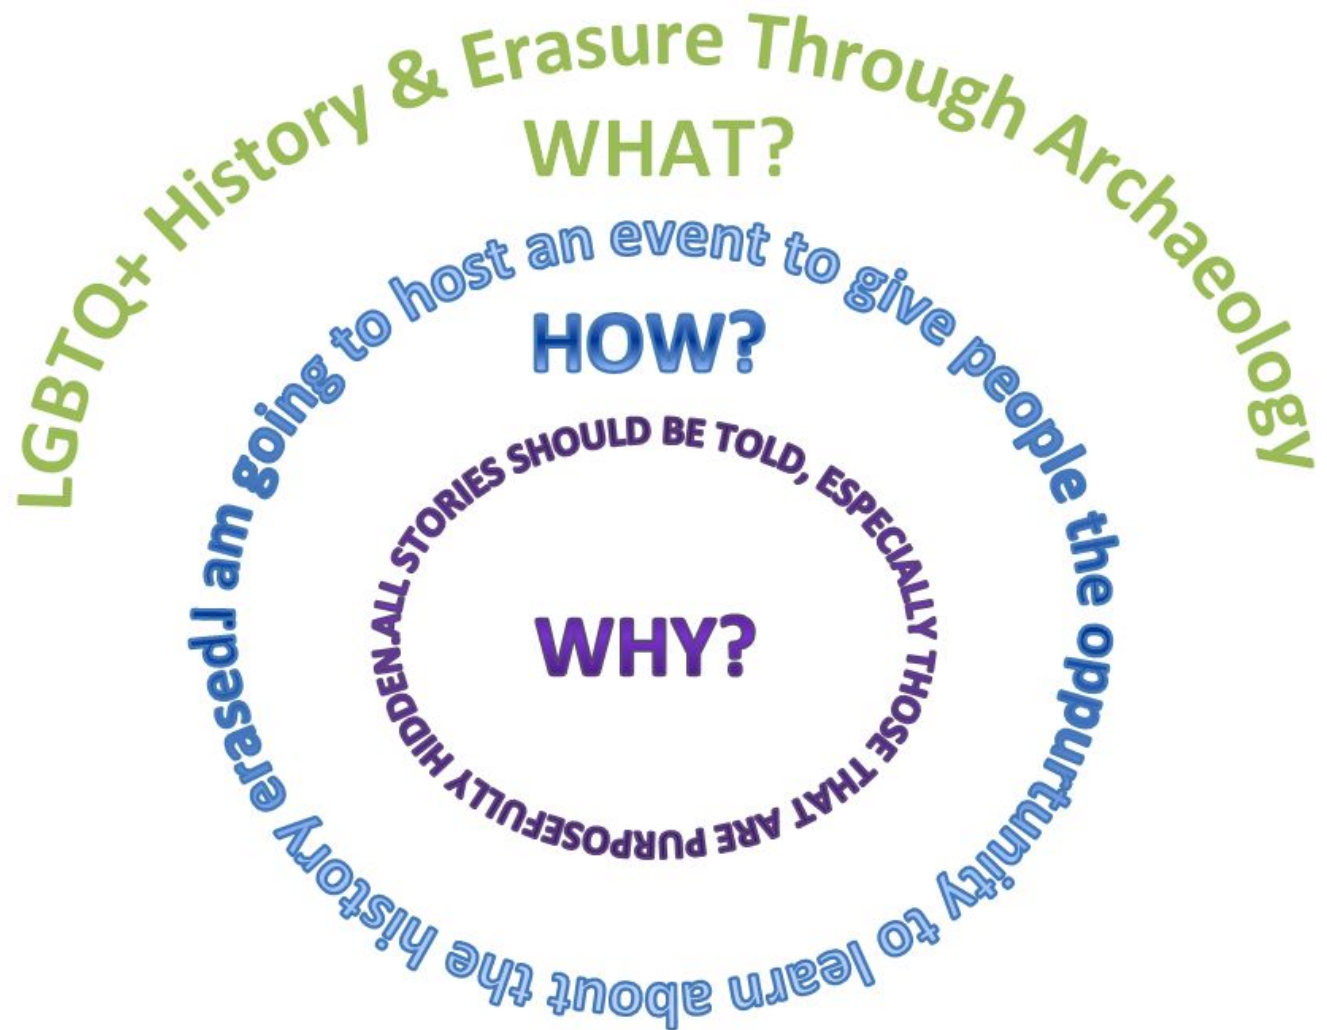 LGBTQ+ History & Erasure Through Archaeology
WHAT?
I am going to host an event to give people the oppurtunity to learn about the history erased.
HOW?
ALL STORIES SHOULD BE TOLD, ESPECIALLY THOSE THAT ARE PURPOSEFULLY HIDDEN.
WHY?